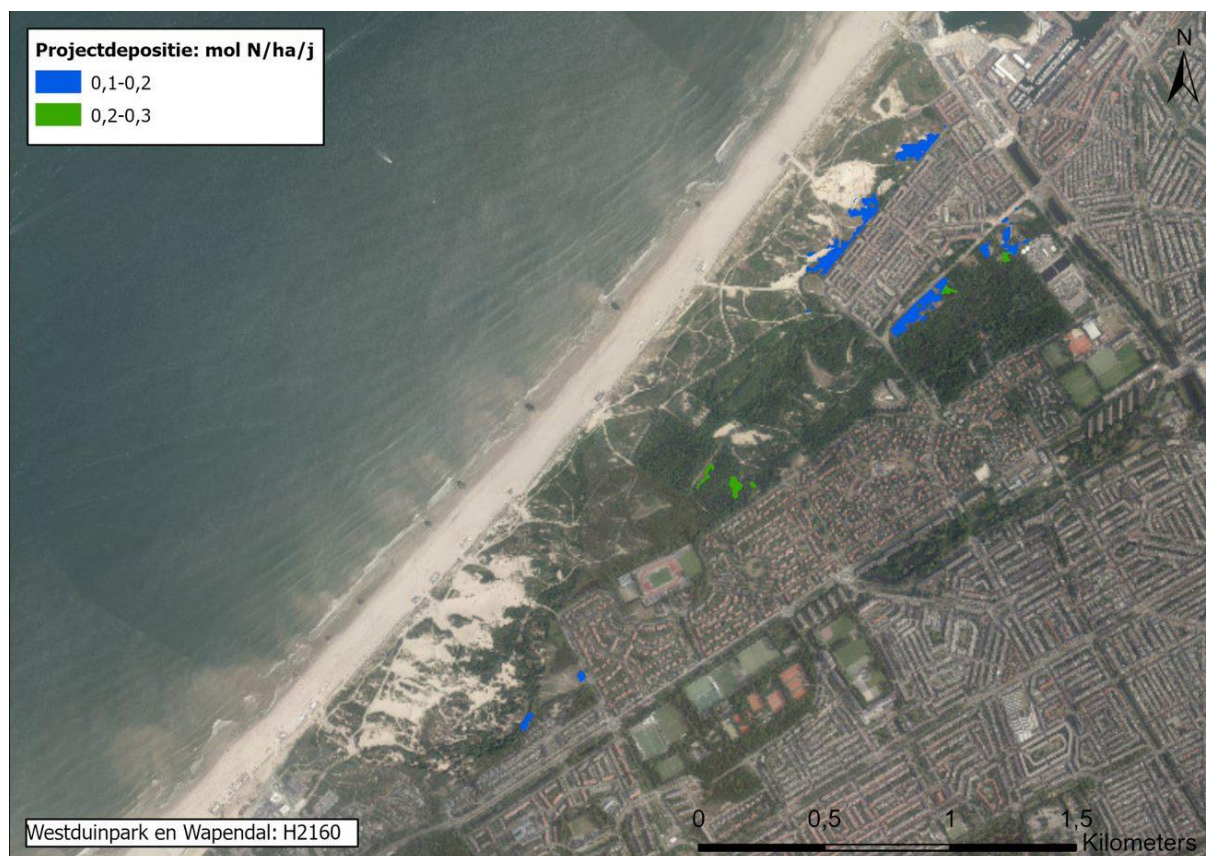 Projectdepositie: mol N/ha/j
0,1-0,2
0,2-0,3
N
Westduinpark en Wapendal: H2160
0 0,5 1 1,5
Kilometers